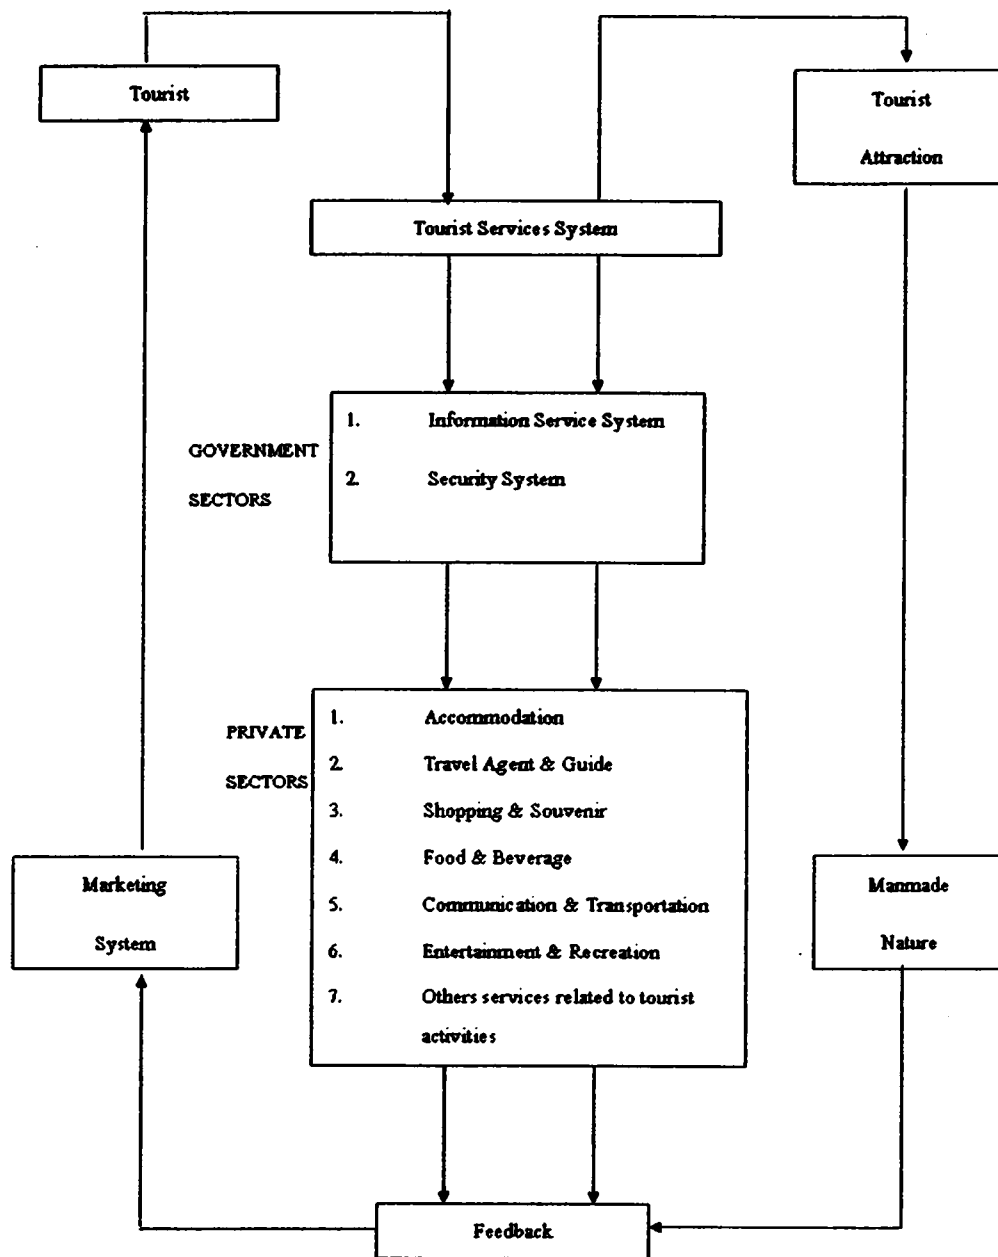 Tourist
Tourist
Attraction
Tourist Services System
GOVERNMENT
SECTORS
1. Information Service System
2. Security System
PRIVATE
SECTORS
1. Accommodation
2. Travel Agent & Guide
3. Shopping & Souvenir
4. Food & Beverage
5. Communication & Transportation
6. Entertainment & Recreation
7. Others services related to tourist
activities
Marketing
System
Manmade
Nature
Feedback